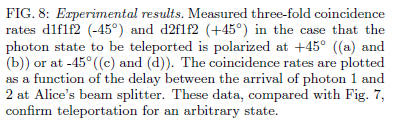 FIG. 8: Experimental results. Measured three-fold coincidence
rates d1f1f2 (-45°) and d2f1f2 (+45°) in the case that the
photon state to be teleported is polarized at +45° ((a) and
(b)) or at -45°((c) and (d)). The coincidence rates are plotted
as a function of the delay between the arrival of photon 1 and
2 at Alice's beam splitter. These data, compared with Fig. 7,
confirm teleportation for an arbitrary state.